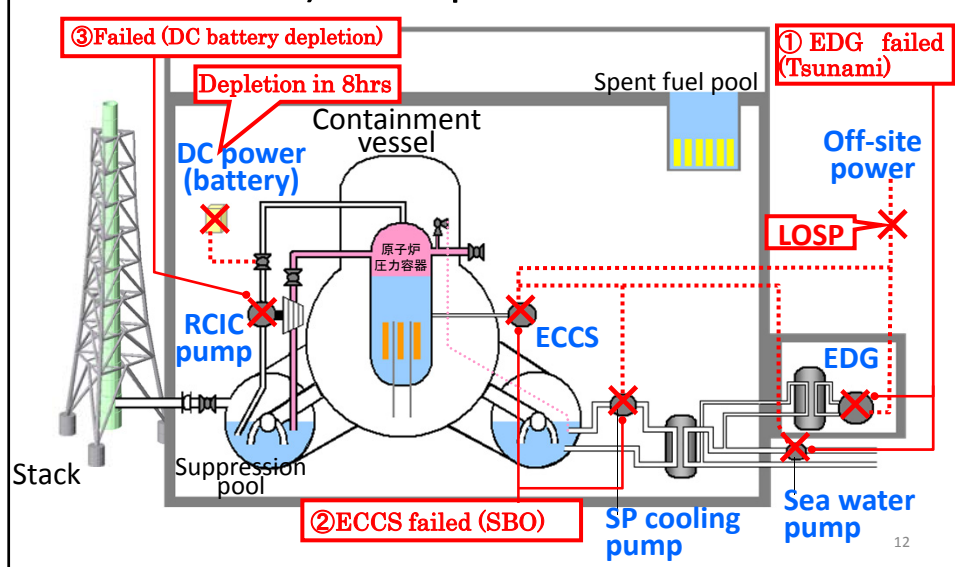 ③Failed (DC battery depletion)
① EDG failed
(Tsunami)
Depletion in 8hrs
Spent fuel pool
Containment
vessel
DC power
(battery)
Off-site
power
LOSP
原子炉
圧力容器
RCIC
pump
ECCS
EDG
Stack
Suppression
pool
②ECCS failed (SBO)
SP cooling
pump
Sea water
pump
12